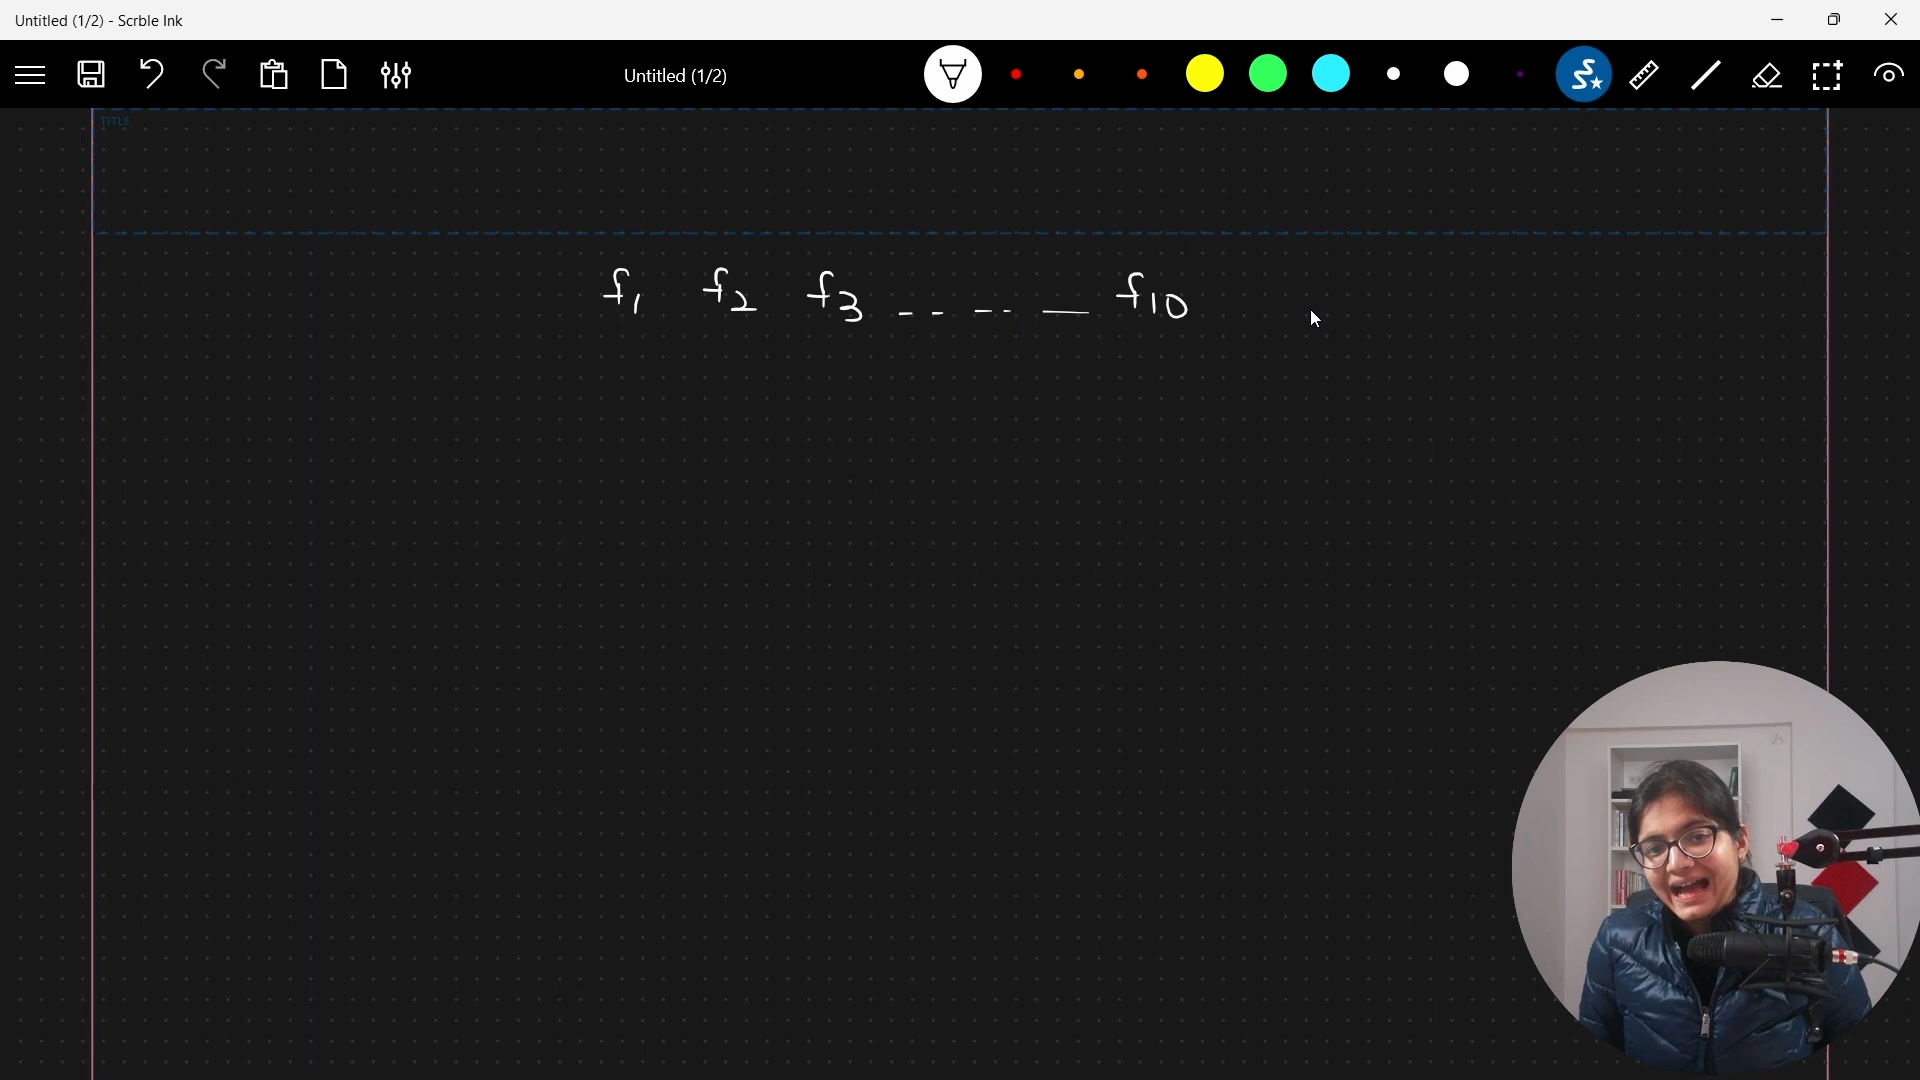 Untitled (1/2) - Scrble Ink
Untitled (1/2)
TITLE
f₁ f₂ f₃ -- -- — f₁₀